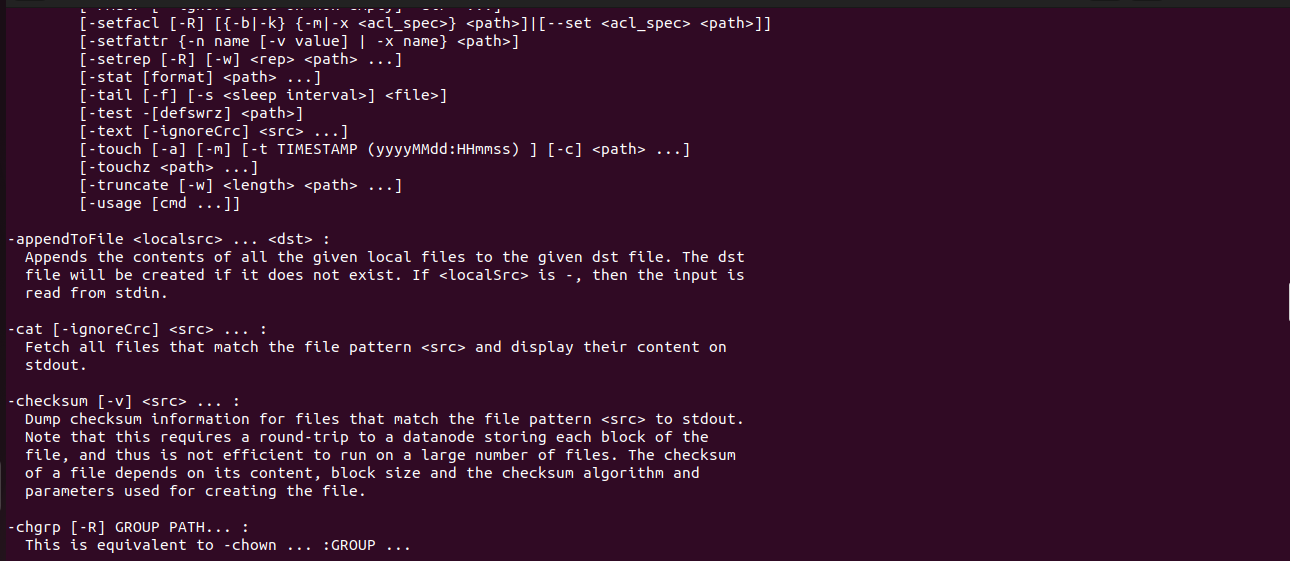 [-setfacl [-R] [{-b|-k} {-m|-x <acl_spec>} <path>]|[--set <acl_spec> <path>]]
[-setfattr {-n name [-v value] | -x name} <path>]
[-setrep [-R] [-w] <rep> <path> ...]
[-stat [format] <path> ...]
[-tail [-f] [-s <sleep interval>] <file>]
[-test -[defswrz] <path>]
[-text [-ignoreCrc] <src> ...]
[-touch [-a] [-m] [-t TIMESTAMP (yyyyMMdd:HHmmss) ] [-c] <path> ...]
[-touchz <path> ...]
[-truncate [-w] <length> <path> ...]
[-usage [cmd ...]]
-appendToFile <localsrc> ... <dst> :
Appends the contents of all the given local files to the given dst file. The dst
file will be created if it does not exist. If <localSrc> is -, then the input is
read from stdin.
-cat [-ignoreCrc] <src> ... :
Fetch all files that match the file pattern <src> and display their content on
stdout.
-checksum [-v] <src> ... :
Dump checksum information for files that match the file pattern <src> to stdout.
Note that this requires a round-trip to a datanode storing each block of the
file, and thus is not efficient to run on a large number of files. The checksum
of a file depends on its content, block size and the checksum algorithm and
parameters used for creating the file.
-chgrp [-R] GROUP PATH... :
This is equivalent to -chown ... :GROUP ...